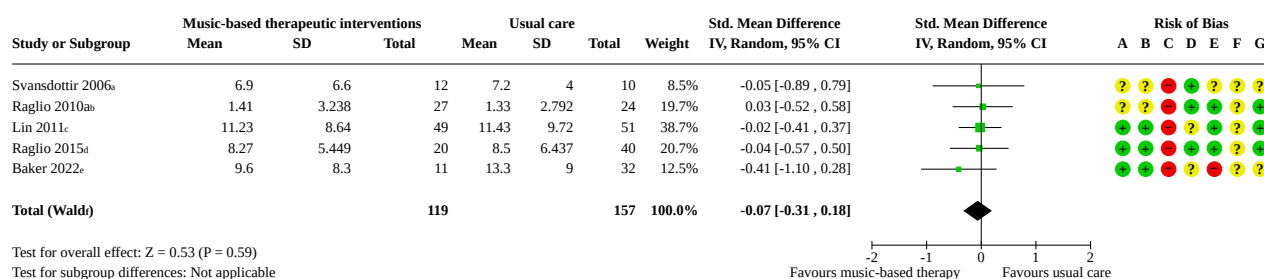 Music-based therapeutic interventions Usual care Std. Mean Difference Std. Mean Difference Risk of Bias
Study or Subgroup Mean SD Total Mean SD Total Weight IV, Random, 95% CI IV, Random, 95% CI A B C D E F G
Svansdottir 2006a 6.9 6.6 12 7.2 4 10 8.5% -0.05 [-0.89 , 0.79] ? ? − + ? ? ?
Raglio 2010ab 1.41 3.238 27 1.33 2.792 24 19.7% 0.03 [-0.52 , 0.58] ? ? − + + ? +
Lin 2011c 11.23 8.64 49 11.43 9.72 51 38.7% -0.02 [-0.41 , 0.37] + + − ? + ? +
Raglio 2015d 8.27 5.449 20 8.5 6.437 40 20.7% -0.04 [-0.57 , 0.50] + + − + + ? +
Baker 2022e 9.6 8.3 11 13.3 9 32 12.5% -0.41 [-1.10 , 0.28] + + − ? − ? ?
Total (Waldf) 119 157 100.0% -0.07 [-0.31 , 0.18]
Test for overall effect: Z = 0.53 (P = 0.59) -2 -1 0 1 2
Test for subgroup differences: Not applicable Favours music-based therapy Favours usual care